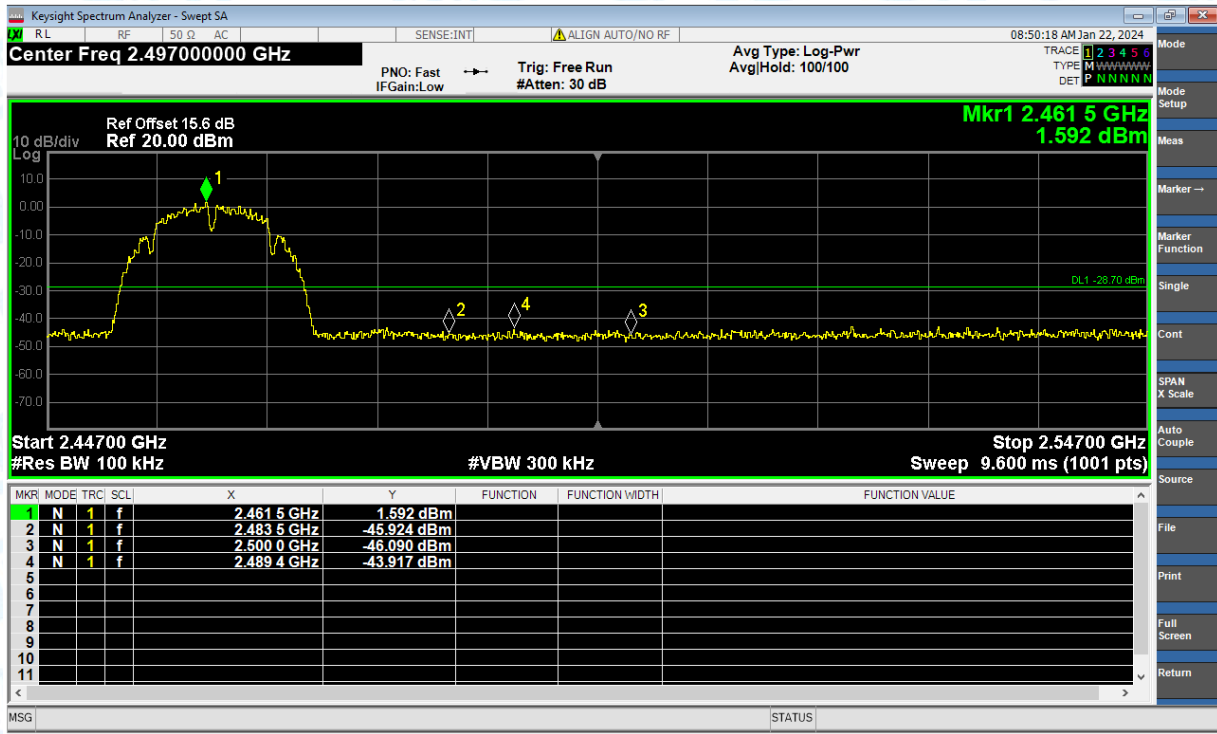 Keysight Spectrum Analyzer - Swept SA
LXI RL RF 50 Ω AC SENSE:INT ALIGN AUTO/NO RF 08:50:18 AM Jan 22, 2024
Center Freq 2.497000000 GHz
PNO: Fast
IFGain:Low
Trig: Free Run
#Atten: 30 dB
Avg Type: Log-Pwr
Avg|Hold: 100/100
TRACE 1 2 3 4 5 6
TYPE M WWWWW
DET P N N N N N
Ref Offset 15.6 dB
Ref 20.00 dBm
10 dB/div
Log
Mkr1 2.461 5 GHz
1.592 dBm
10.0
0.00
-10.0
-20.0
-30.0
-40.0
-50.0
-60.0
-70.0
1
2
4
3
DL1 -28.70 dBm
Start 2.44700 GHz Stop 2.54700 GHz
#Res BW 100 kHz #VBW 300 kHz Sweep 9.600 ms (1001 pts)
MKR MODE TRC SCL X Y FUNCTION FUNCTION WIDTH FUNCTION VALUE
1 N 1 f 2.461 5 GHz 1.592 dBm
2 N 1 f 2.483 5 GHz -45.924 dBm
3 N 1 f 2.500 0 GHz -46.090 dBm
4 N 1 f 2.489 4 GHz -43.917 dBm
5
6
7
8
9
10
11
MSG STATUS
Mode
Mode
Setup
Meas
Marker →
Marker
Function
Single
Cont
SPAN
X Scale
Auto
Couple
Source
File
Print
Full
Screen
Return